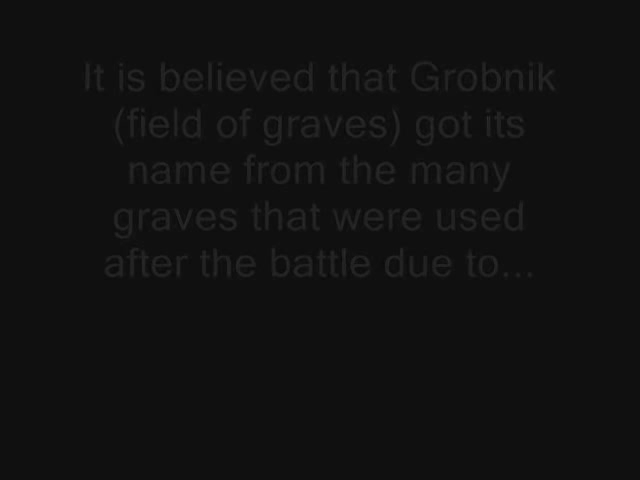 It is believed that Grobnik
(field of graves) got its
name from the many
graves that were used
after the battle due to...